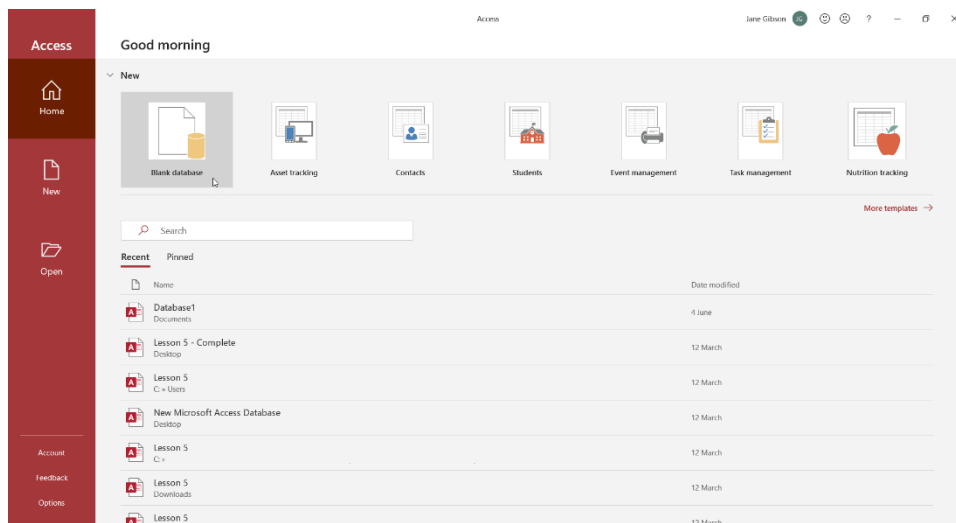 Access
Jane Gibson JG ?
Access
Good morning
Home
New
Open
Account
Feedback
Options
New
Blank database
Asset tracking
Contacts
Students
Event management
Task management
Nutrition tracking
More templates
Search
Recent Pinned
Name Date modified
Database1
Documents
4 June
Lesson 5 - Complete
Desktop
12 March
Lesson 5
C: » Users
12 March
New Microsoft Access Database
Desktop
12 March
Lesson 5
C: »
12 March
Lesson 5
Downloads
12 March
Lesson 5
12 March